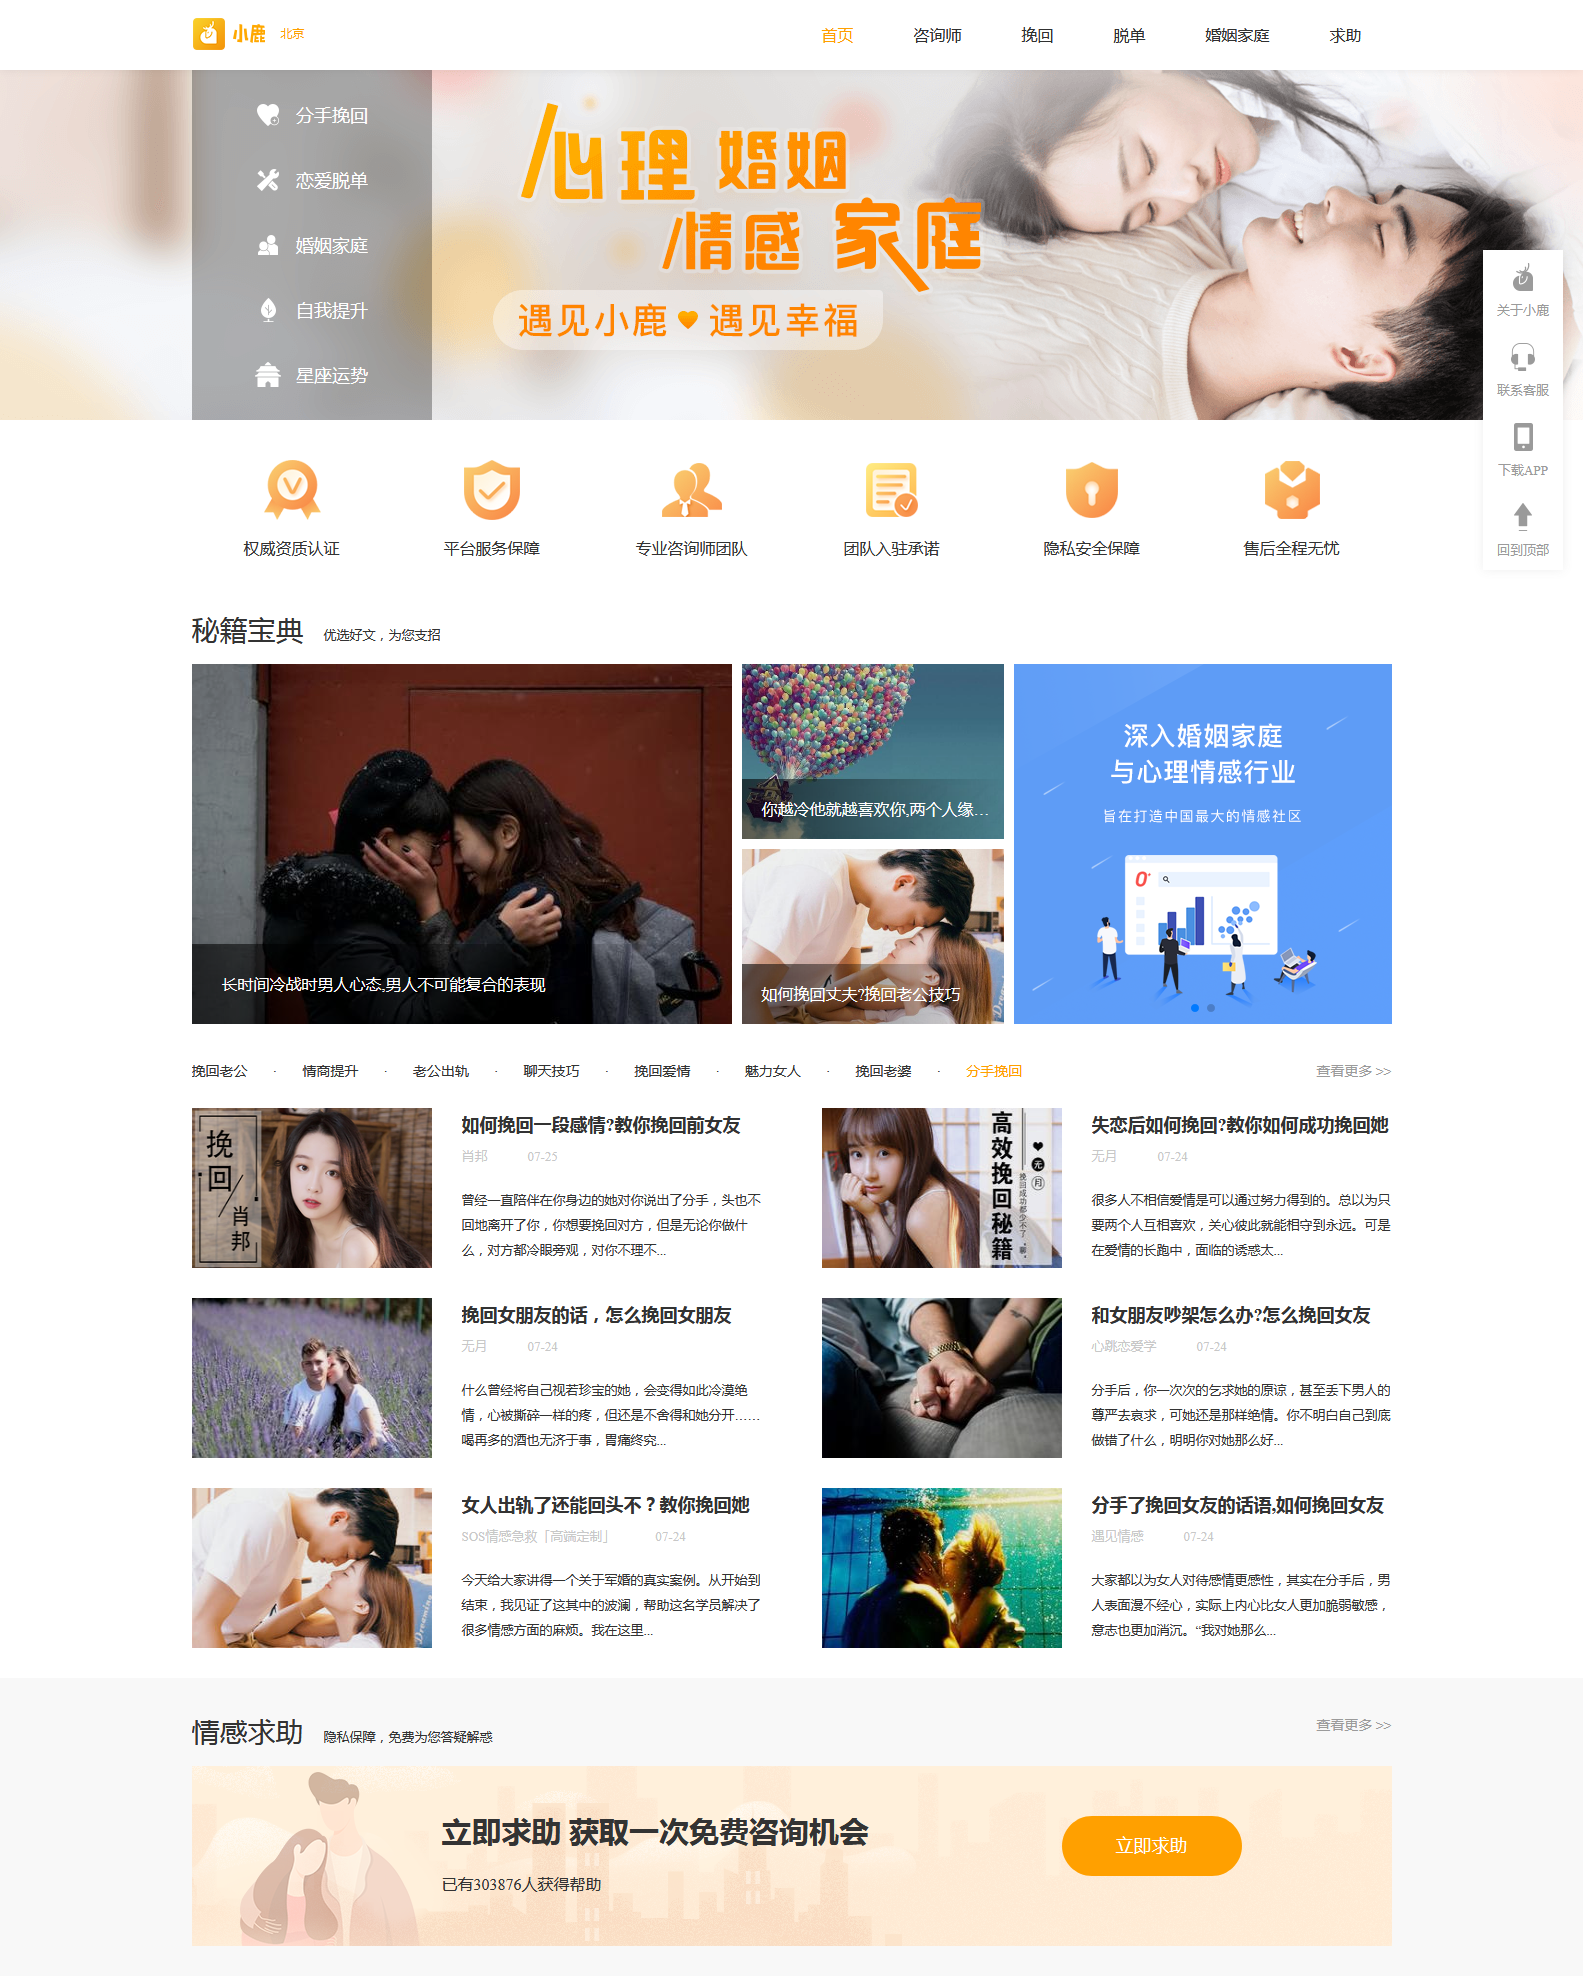 小鹿 北京
首页 咨询师 挽回 脱单 婚姻家庭 求助
分手挽回
恋爱脱单
婚姻家庭
自我提升
星座运势
心理 婚姻
情感 家庭
遇见小鹿 遇见幸福
关于小鹿
联系客服
下载APP
回到顶部
权威资质认证 平台服务保障 专业咨询师团队 团队入驻承诺 隐私安全保障 售后全程无忧
秘籍宝典 优选好文，为您支招
长时间冷战时男人心态,男人不可能复合的表现
你越冷他就越喜欢你,两个人缘...
如何挽回丈夫?挽回老公技巧
深入婚姻家庭
与心理情感行业
旨在打造中国最大的情感社区
挽回老公 · 情商提升 · 老公出轨 · 聊天技巧 · 挽回爱情 · 魅力女人 · 挽回老婆 · 分手挽回 查看更多 >>
挽回
肖邦
如何挽回一段感情?教你挽回前女友
肖邦 07-25
曾经一直陪伴在你身边的她对你说出了分手，头也不
回地离开了你，你想要挽回对方，但是无论你做什
么，对方都冷眼旁观，对你不理不...
高效挽回秘籍
挽回成功都少不了「聊」
无月
失恋后如何挽回?教你如何成功挽回她
无月 07-24
很多人不相信爱情是可以通过努力得到的。总以为只
要两个人互相喜欢，关心彼此就能相守到永远。可是
在爱情的长跑中，面临的诱惑太...
挽回女朋友的话，怎么挽回女朋友
无月 07-24
什么曾经将自己视若珍宝的她，会变得如此冷漠绝
情，心被撕碎一样的疼，但还是不舍得和她分开……
喝再多的酒也无济于事，胃痛终究...
和女朋友吵架怎么办?怎么挽回女友
心跳恋爱学 07-24
分手后，你一次次的乞求她的原谅，甚至丢下男人的
尊严去哀求，可她还是那样绝情。你不明白自己到底
做错了什么，明明你对她那么好...
女人出轨了还能回头不？教你挽回她
SOS情感急救「高端定制」 07-24
今天给大家讲得一个关于军婚的真实案例。从开始到
结束，我见证了这其中的波澜，帮助这名学员解决了
很多情感方面的麻烦。我在这里...
Dreaming
分手了挽回女友的话语,如何挽回女友
遇见情感 07-24
大家都以为女人对待感情更感性，其实在分手后，男
人表面漫不经心，实际上内心比女人更加脆弱敏感，
意志也更加消沉。“我对她那么...
情感求助 隐私保障，免费为您答疑解惑 查看更多 >>
立即求助 获取一次免费咨询机会
已有303876人获得帮助
立即求助